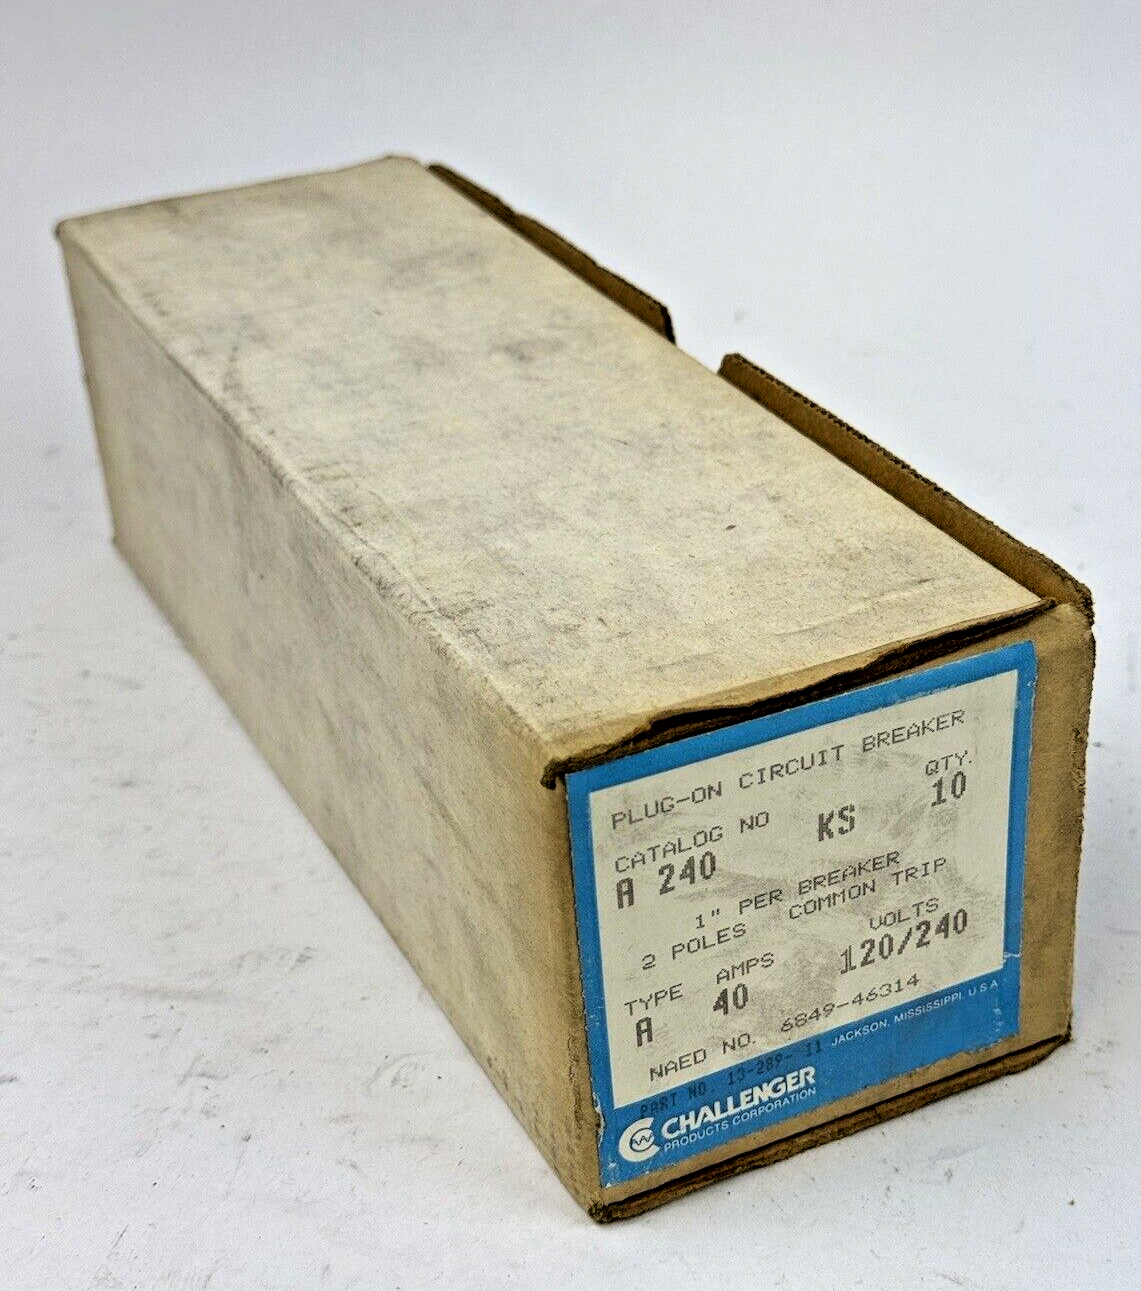 PLUG-ON CIRCUIT BREAKER
CATALOG NO KS QTY.
A 240 10
1" PER BREAKER
2 POLES COMMON TRIP
TYPE AMPS VOLTS
A 40 120/240
NAED NO. 6849-46314
PART NO. 13-289- 11 JACKSON, MISSISSIPPI, U S A
CHALLENGER
PRODUCTS CORPORATION